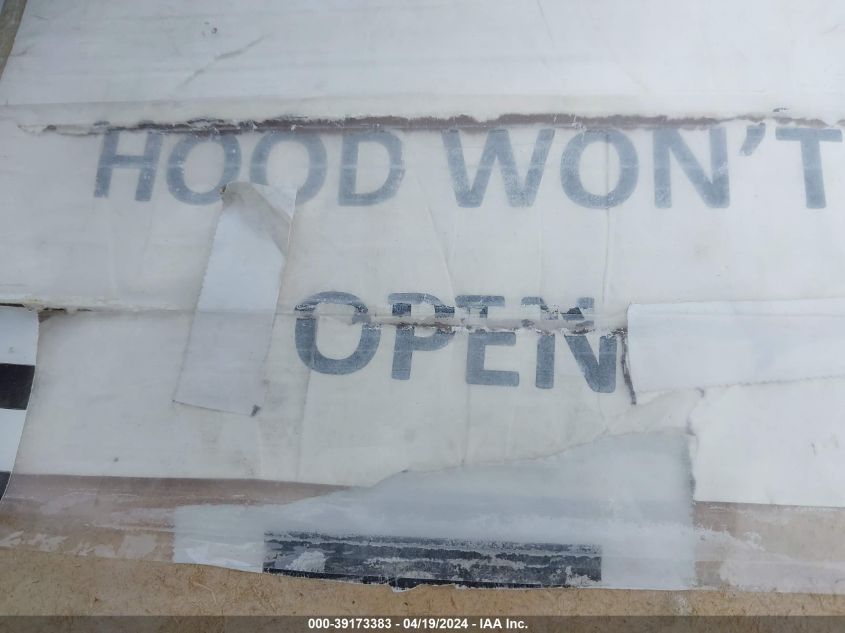 HOOD WON'T
OPEN
000-39173383 - 04/19/2024 - IAA Inc.